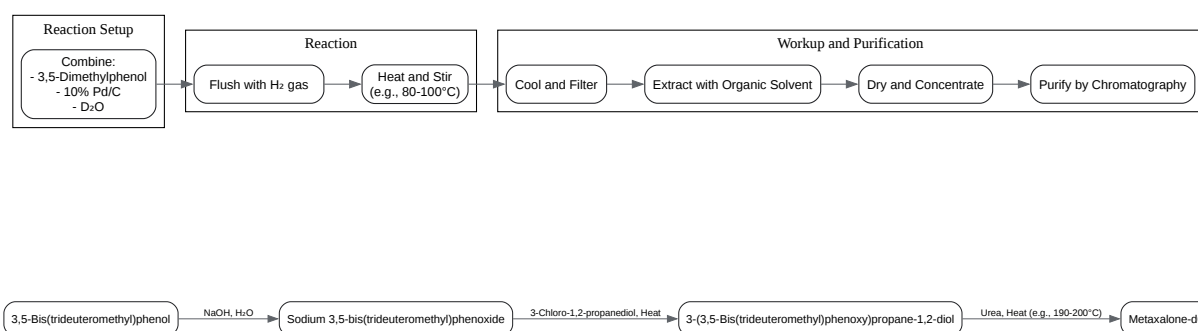 Reaction Setup
Combine:
- 3,5-Dimethylphenol
- 10% Pd/C
- D₂O
Reaction
Flush with H₂ gas
Heat and Stir
(e.g., 80-100°C)
Workup and Purification
Cool and Filter
Extract with Organic Solvent
Dry and Concentrate
Purify by Chromatography
3,5-Bis(trideuteromethyl)phenol
NaOH, H₂O
Sodium 3,5-bis(trideuteromethyl)phenoxide
3-Chloro-1,2-propanediol, Heat
3-(3,5-Bis(trideuteromethyl)phenoxy)propane-1,2-diol
Urea, Heat (e.g., 190-200°C)
Metaxalone-d